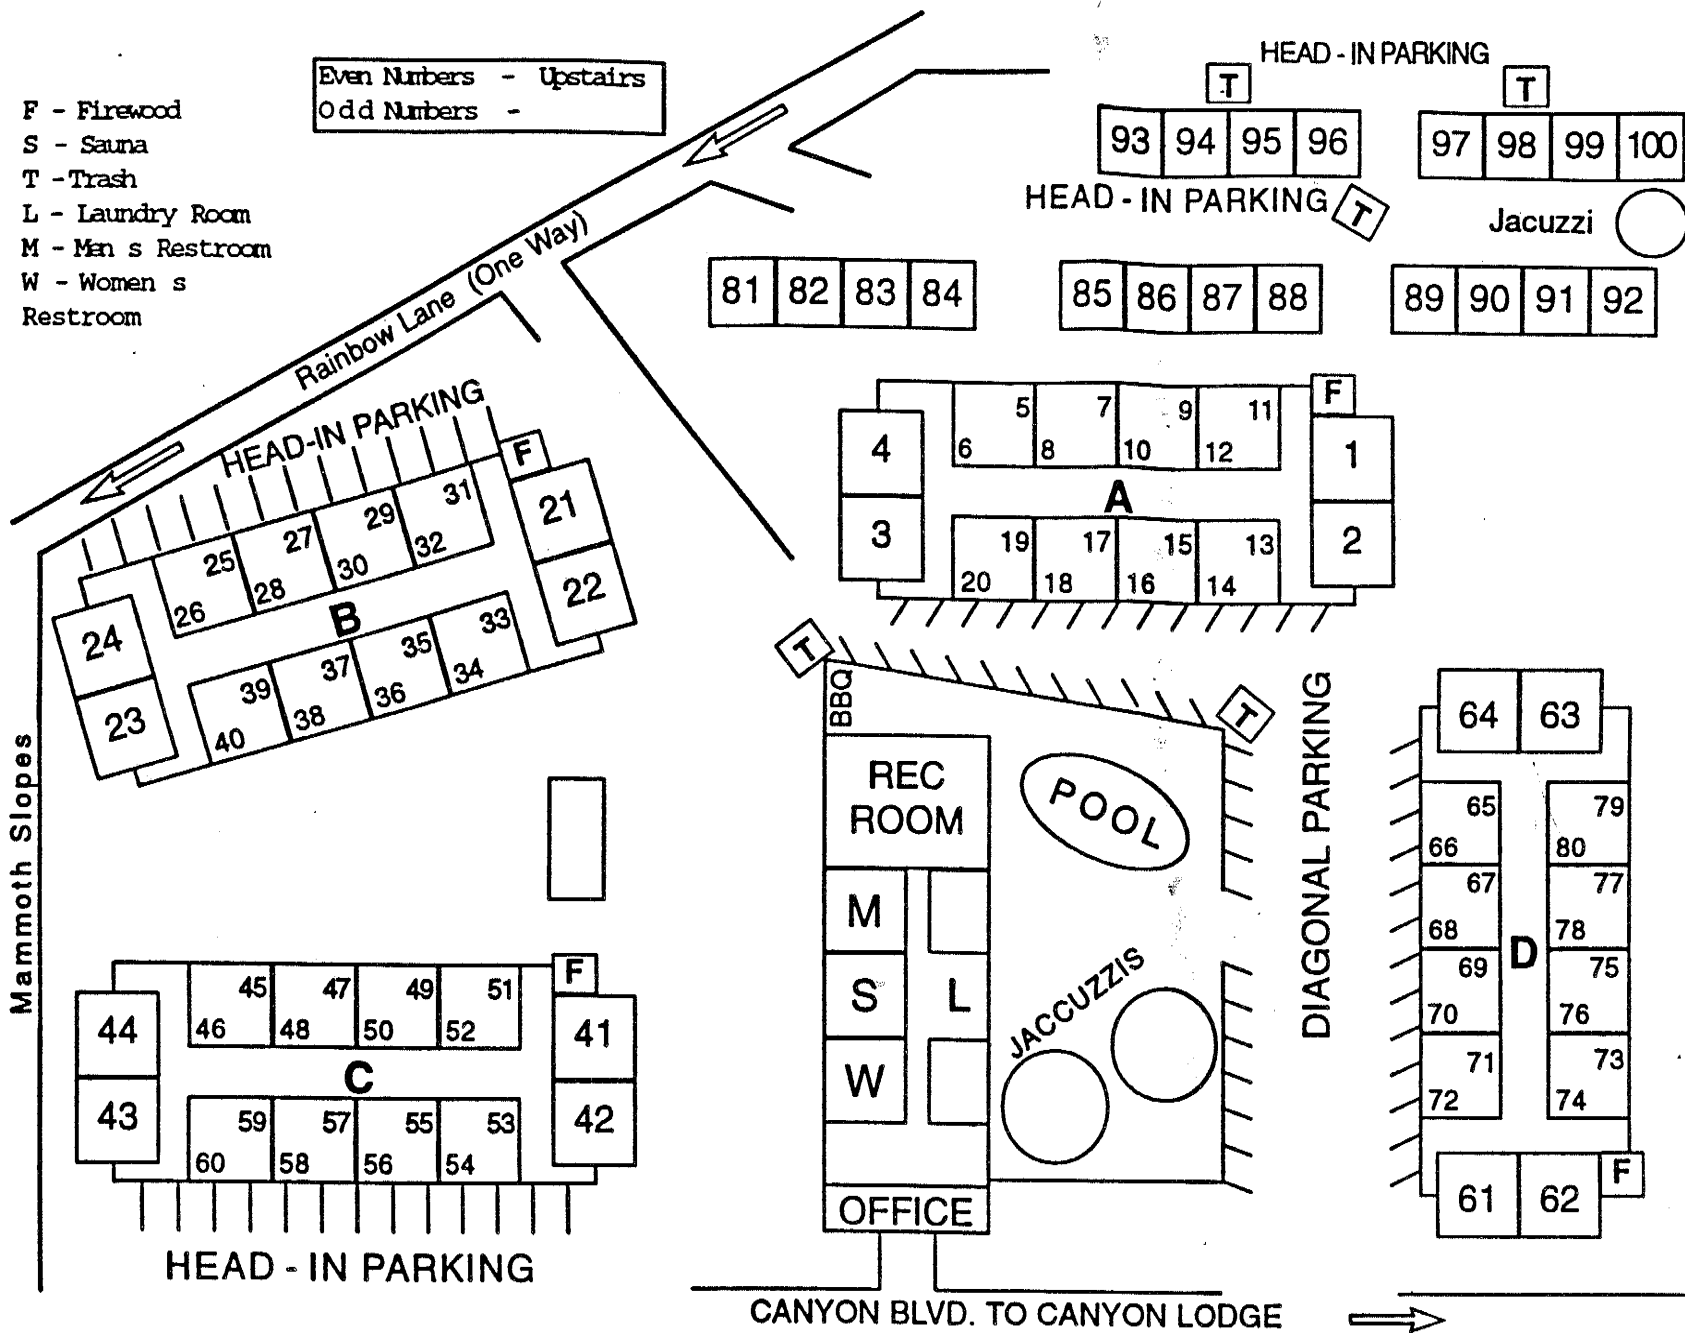 HEAD - IN PARKING
Even Numbers - Upstairs
Odd Numbers -
F - Firewood
S - Sauna
T - Trash
L - Laundry Room
M - Men s Restroom
W - Women s
Restroom
T
T
93 94 95 96
97 98 99 100
HEAD - IN PARKING
T
Jacuzzi
Rainbow Lane (One Way)
81 82 83 84
85 86 87 88
89 90 91 92
HEAD-IN PARKING
F
21
22
25 27 29 31
26 28 30 32
B
24
23
39 37 35 33
40 38 36 34
F
4
3
5 7 9 11
6 8 10 12
1
2
A
19 17 15 13
20 18 16 14
T
BBQ
T
REC
ROOM
POOL
M
S
L
W
JACCUZZIS
OFFICE
DIAGONAL PARKING
64 63
65 79
66 80
67 77
68 78
D
69 75
70 76
71 73
72 74
61 62
F
Mammoth Slopes
F
44
43
45 47 49 51
46 48 50 52
41
42
C
59 57 55 53
60 58 56 54
HEAD - IN PARKING
CANYON BLVD. TO CANYON LODGE